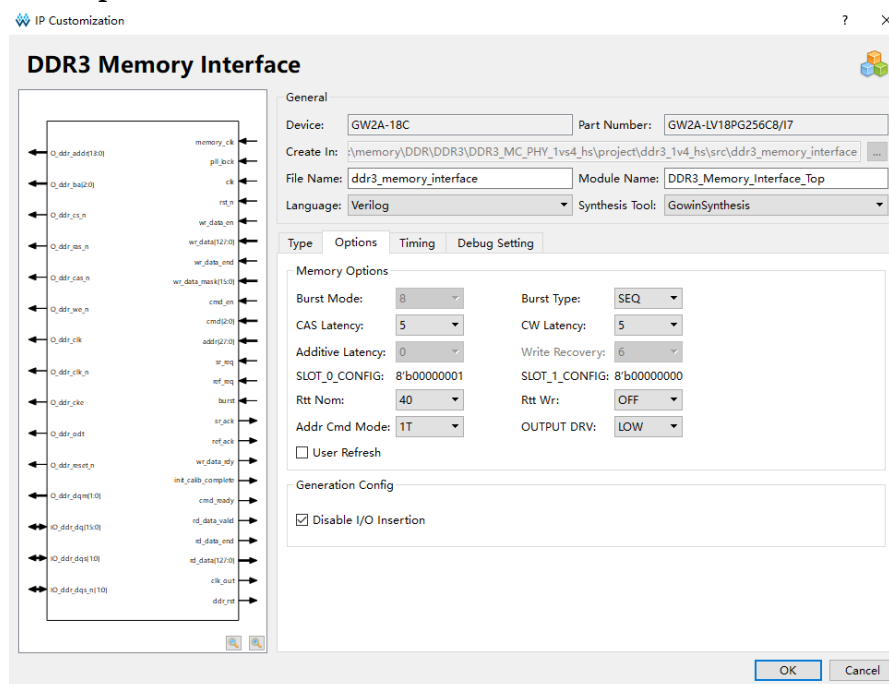 IP Customization
?
DDR3 Memory Interface
General
Device: GW2A-18C Part Number: GW2A-LV18PG256C8/I7
Create In: :\memory\DDR\DDR3\DDR3_MC_PHY_1vs4_hs\project\ddr3_1v4_hs\src\ddr3_memory_interface ...
File Name: ddr3_memory_interface Module Name: DDR3_Memory_Interface_Top
Language: Verilog Synthesis Tool: GowinSynthesis
Type Options Timing Debug Setting
Memory Options
Burst Mode: 8 Burst Type: SEQ
CAS Latency: 5 CW Latency: 5
Additive Latency: 0 Write Recovery: 6
SLOT_0_CONFIG: 8'b00000001 SLOT_1_CONFIG: 8'b00000000
Rtt Nom: 40 Rtt Wr: OFF
Addr Cmd Mode: 1T OUTPUT DRV: LOW
User Refresh
Generation Config
Disable I/O Insertion
O_ddr_addr(13:0)
O_ddr_ba(2:0)
O_ddr_cs_n
O_ddr_ras_n
O_ddr_cas_n
O_ddr_we_n
O_ddr_clk
O_ddr_clk_n
O_ddr_cke
O_ddr_odt
O_ddr_reset_n
O_ddr_dqm(1:0)
IO_ddr_dq(15:0)
IO_ddr_dqs(1:0)
IO_ddr_dqs_n(1:0)
memory_clk
pll_lock
clk
rst_n
wr_data_en
wr_data(127:0)
wr_data_end
wr_data_mask(15:0)
cmd_en
cmd(2:0)
addr(27:0)
sr_req
ref_req
burst
sr_ack
ref_ack
wr_data_rdy
init_calib_complete
cmd_ready
rd_data_valid
rd_data_end
rd_data(127:0)
clk_out
ddr_rst
OK Cancel